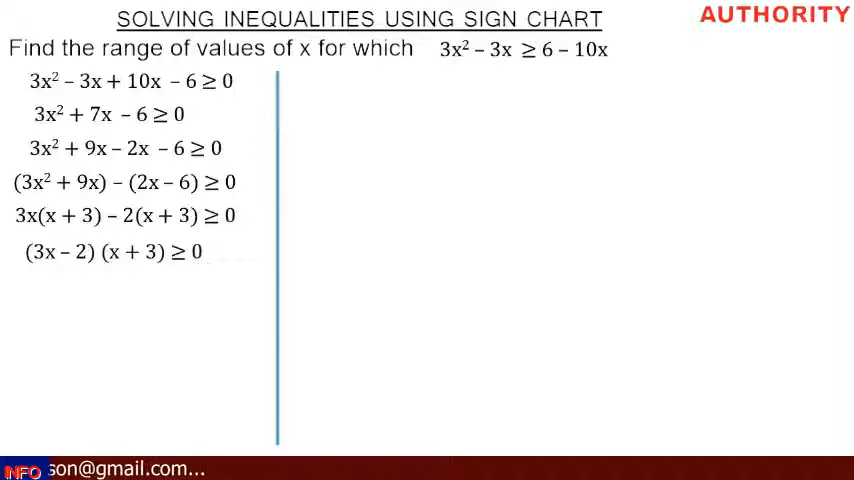 SOLVING INEQUALITIES USING SIGN CHART
AUTHORITY
Find the range of values of x for which 3x² – 3x ≥ 6 – 10x
3x² – 3x + 10x – 6 ≥ 0
3x² + 7x – 6 ≥ 0
3x² + 9x – 2x – 6 ≥ 0
(3x² + 9x) – (2x – 6) ≥ 0
3x(x + 3) – 2(x + 3) ≥ 0
(3x – 2) (x + 3) ≥ 0
INFO son@gmail.com...